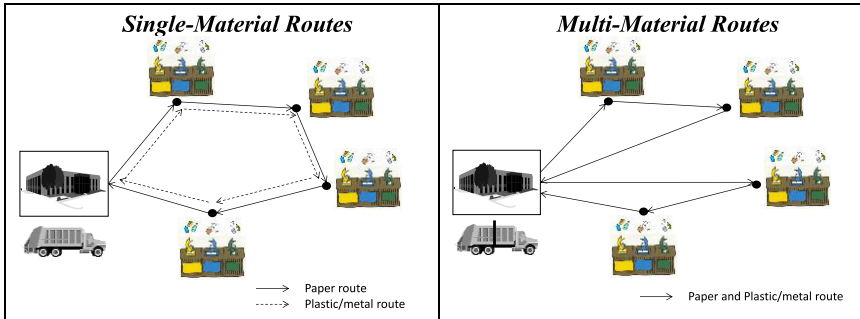 Single-Material Routes
Paper route
Plastic/metal route
Multi-Material Routes
Paper and Plastic/metal route